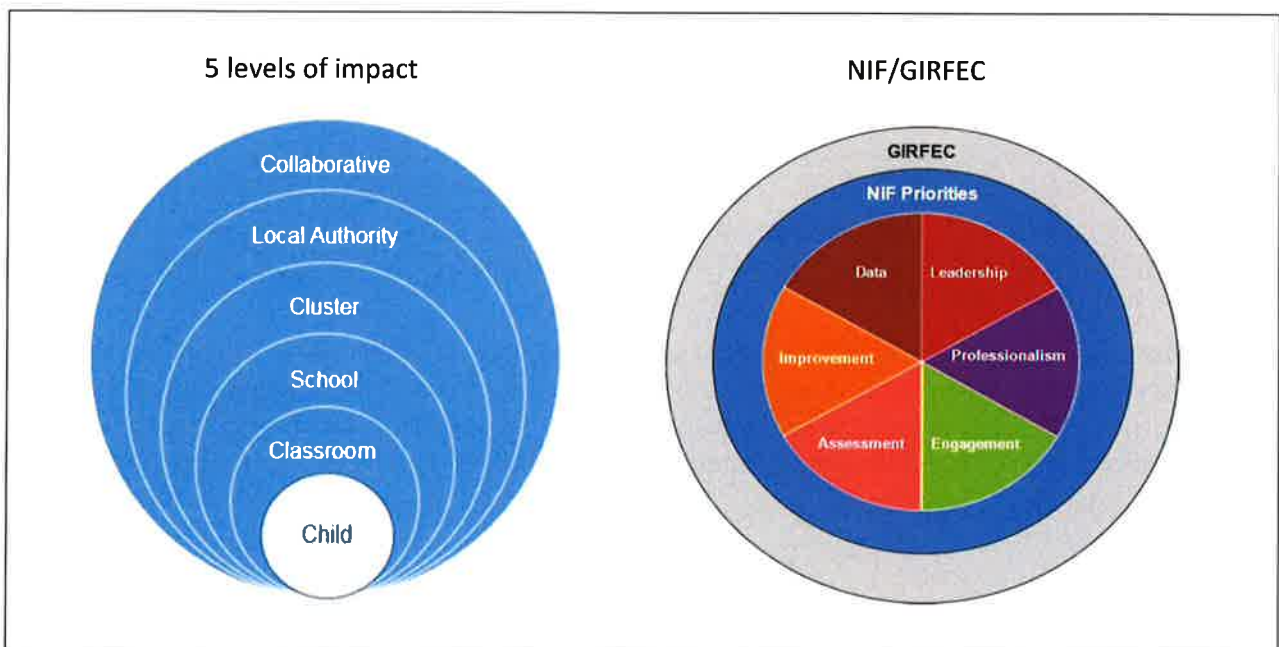 5 levels of impact
Collaborative
Local Authority
Cluster
School
Classroom
Child
NIF/GIRFEC
GIRFEC
NiF Priorities
Data
Leadership
Improvement
Professionalism
Assessment
Engagement